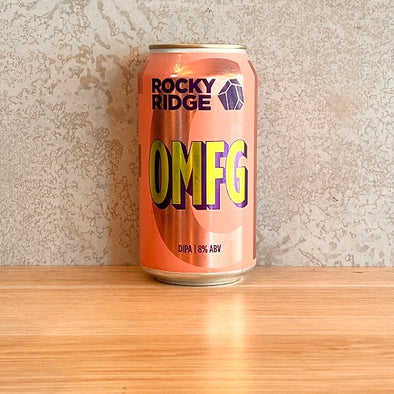 ROCKY
RIDGE
OMFG
DIPA | 8% ABV